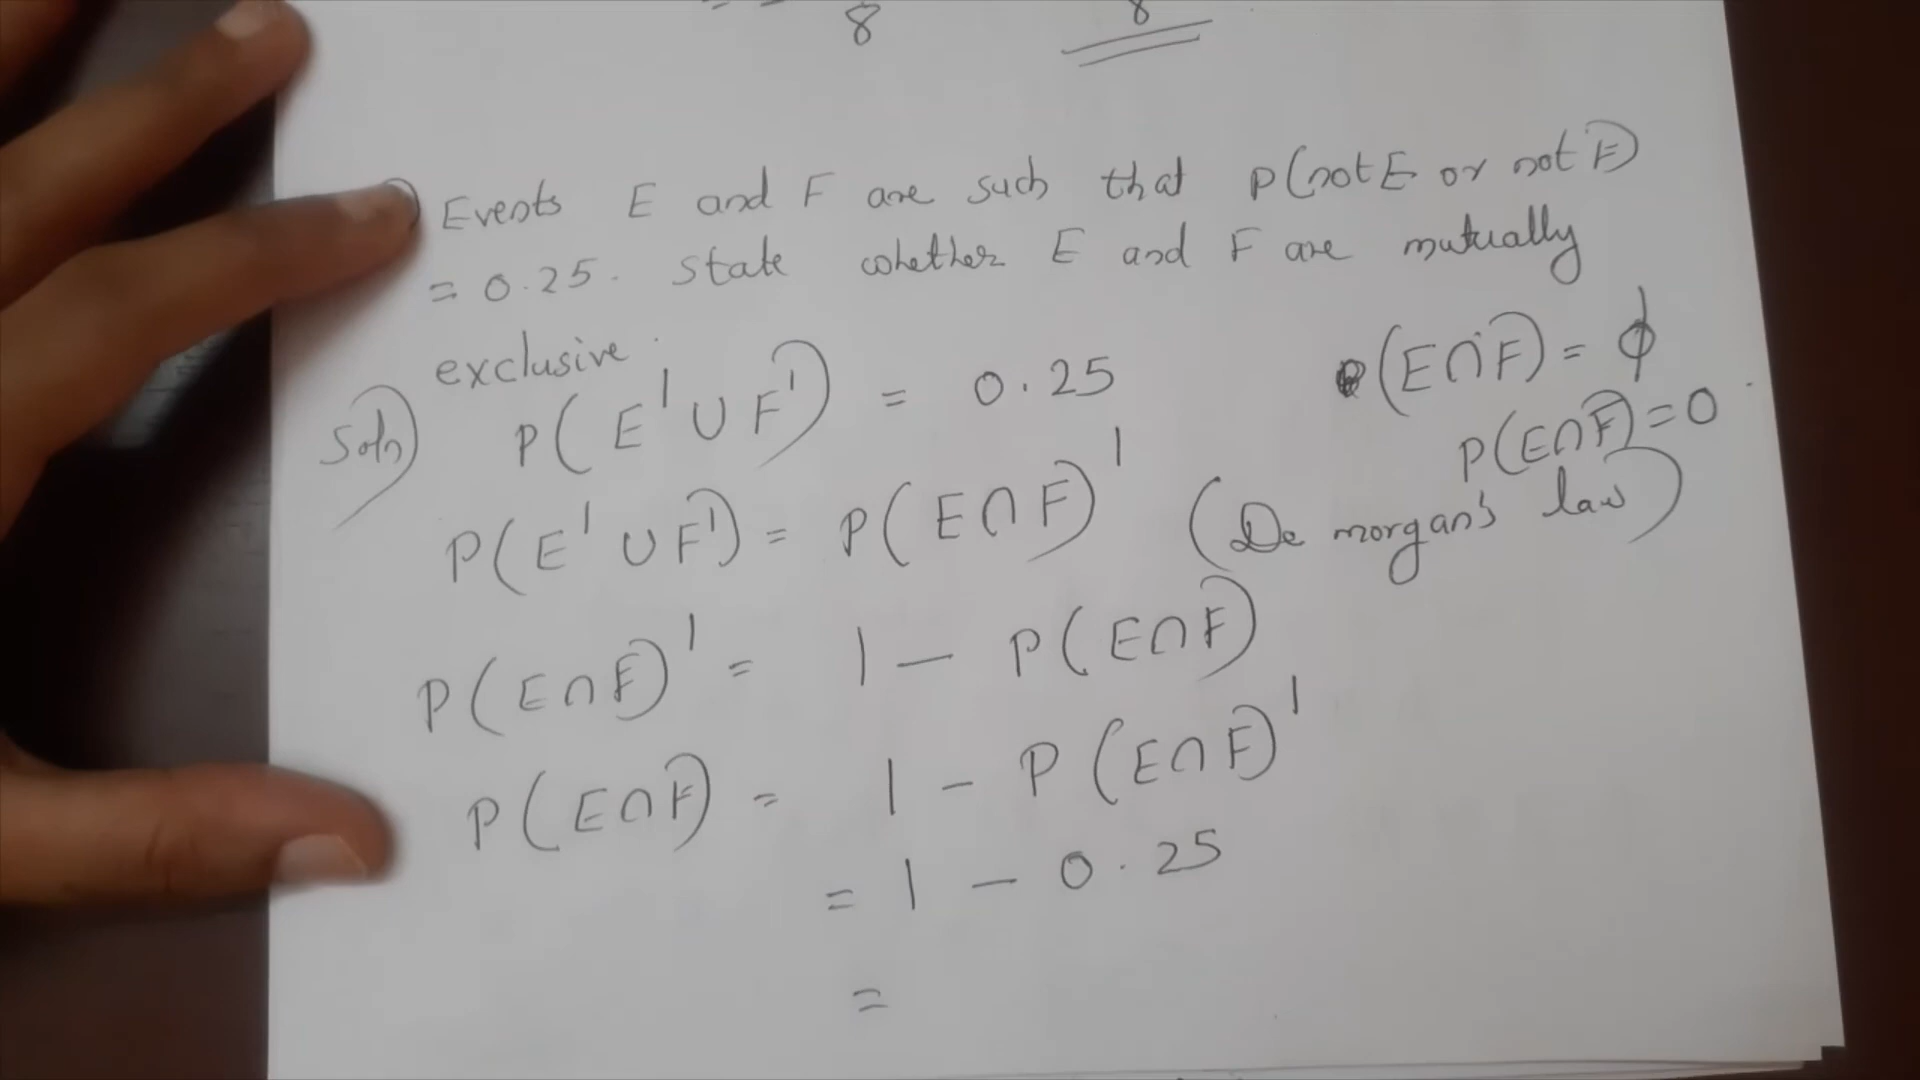 8 8
Events E and F are such that P(not E or not F)
= 0.25. State whether E and F are mutually
exclusive.
(E∩F) = ϕ
Soln) P(E'∪F') = 0.25
P(E∩F)=0
P(E'∪F') = P(E∩F)' (De morgan's law)
P(E∩F)' = 1 – P(E∩F)
P(E∩F) = 1 – P(E∩F)'
= 1 – 0.25
=